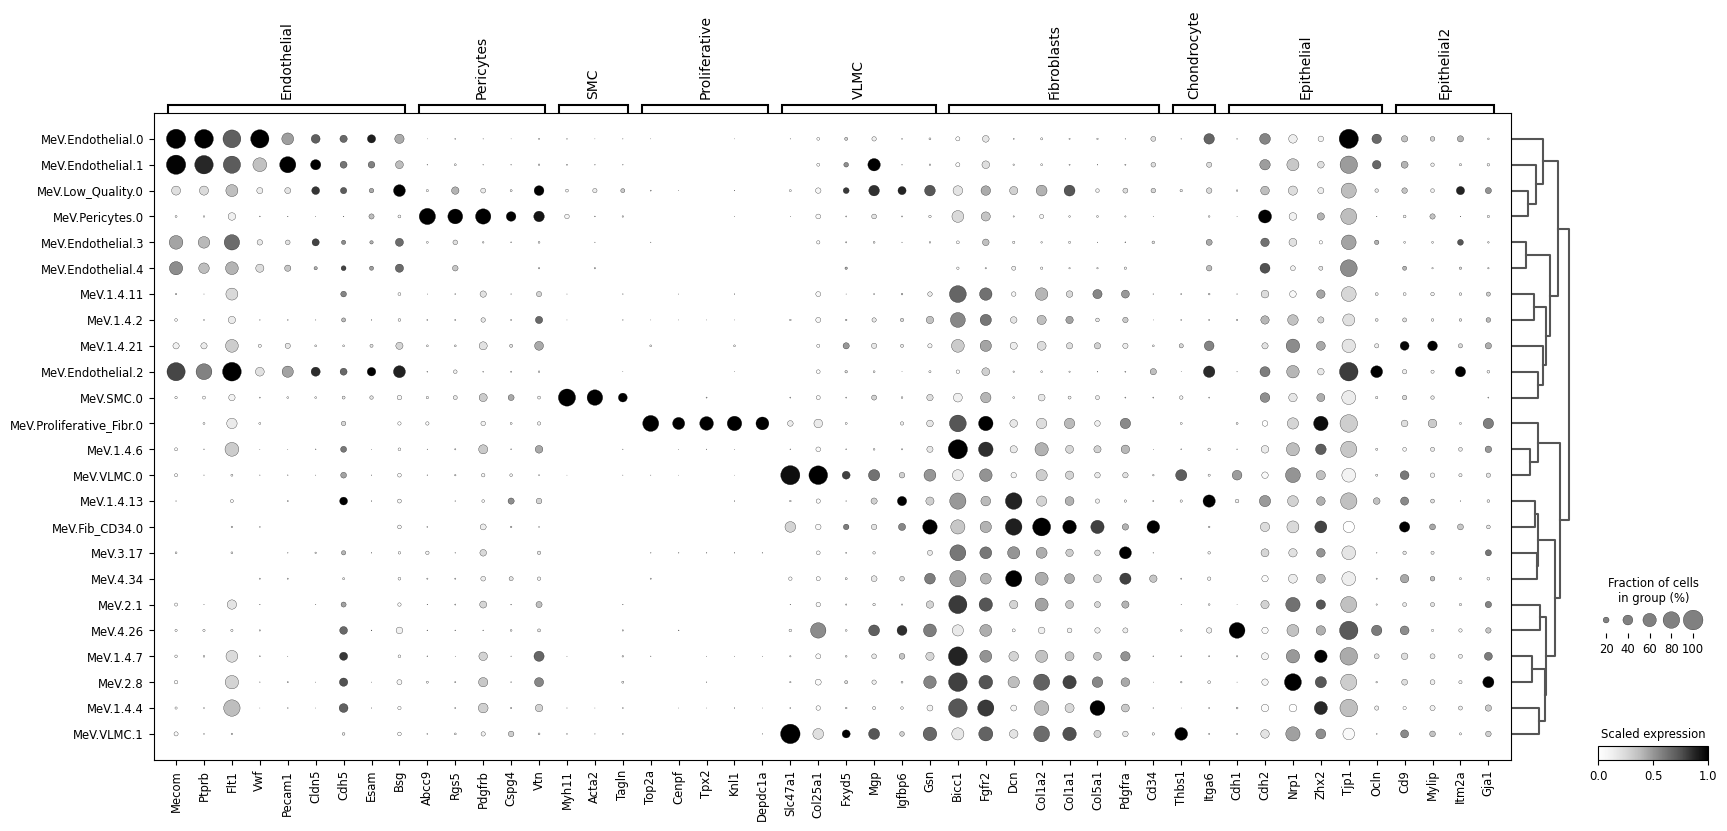 Endothelial
Pericytes
SMC
Proliferative
VLMC
Fibroblasts
Chondrocyte
Epithelial
Epithelial2
MeV.Endothelial.0
MeV.Endothelial.1
MeV.Low_Quality.0
MeV.Pericytes.0
MeV.Endothelial.3
MeV.Endothelial.4
MeV.1.4.11
MeV.1.4.2
MeV.1.4.21
MeV.Endothelial.2
MeV.SMC.0
MeV.Proliferative_Fibr.0
MeV.1.4.6
MeV.VLMC.0
MeV.1.4.13
MeV.Fib_CD34.0
MeV.3.17
MeV.4.34
MeV.2.1
MeV.4.26
MeV.1.4.7
MeV.2.8
MeV.1.4.4
MeV.VLMC.1
Mecom
Ptprb
Flt1
Vwf
Pecam1
Cldn5
Cdh5
Esam
Bsg
Abcc9
Rgs5
Pdgfrb
Cspg4
Vtn
Myh11
Acta2
Tagln
Top2a
Cenpf
Tpx2
Knl1
Depdc1a
Slc47a1
Col25a1
Fxyd5
Mgp
Igfbp6
Gsn
Bicc1
Fgfr2
Dcn
Col1a2
Col1a1
Col5a1
Pdgfra
Cd34
Thbs1
Itga6
Cdh1
Cdh2
Nrp1
Zhx2
Tjp1
Ocln
Cd9
Mylip
Itm2a
Gja1
Fraction of cells
in group (%)
20 40 60 80 100
Scaled expression
0.0 0.5 1.0